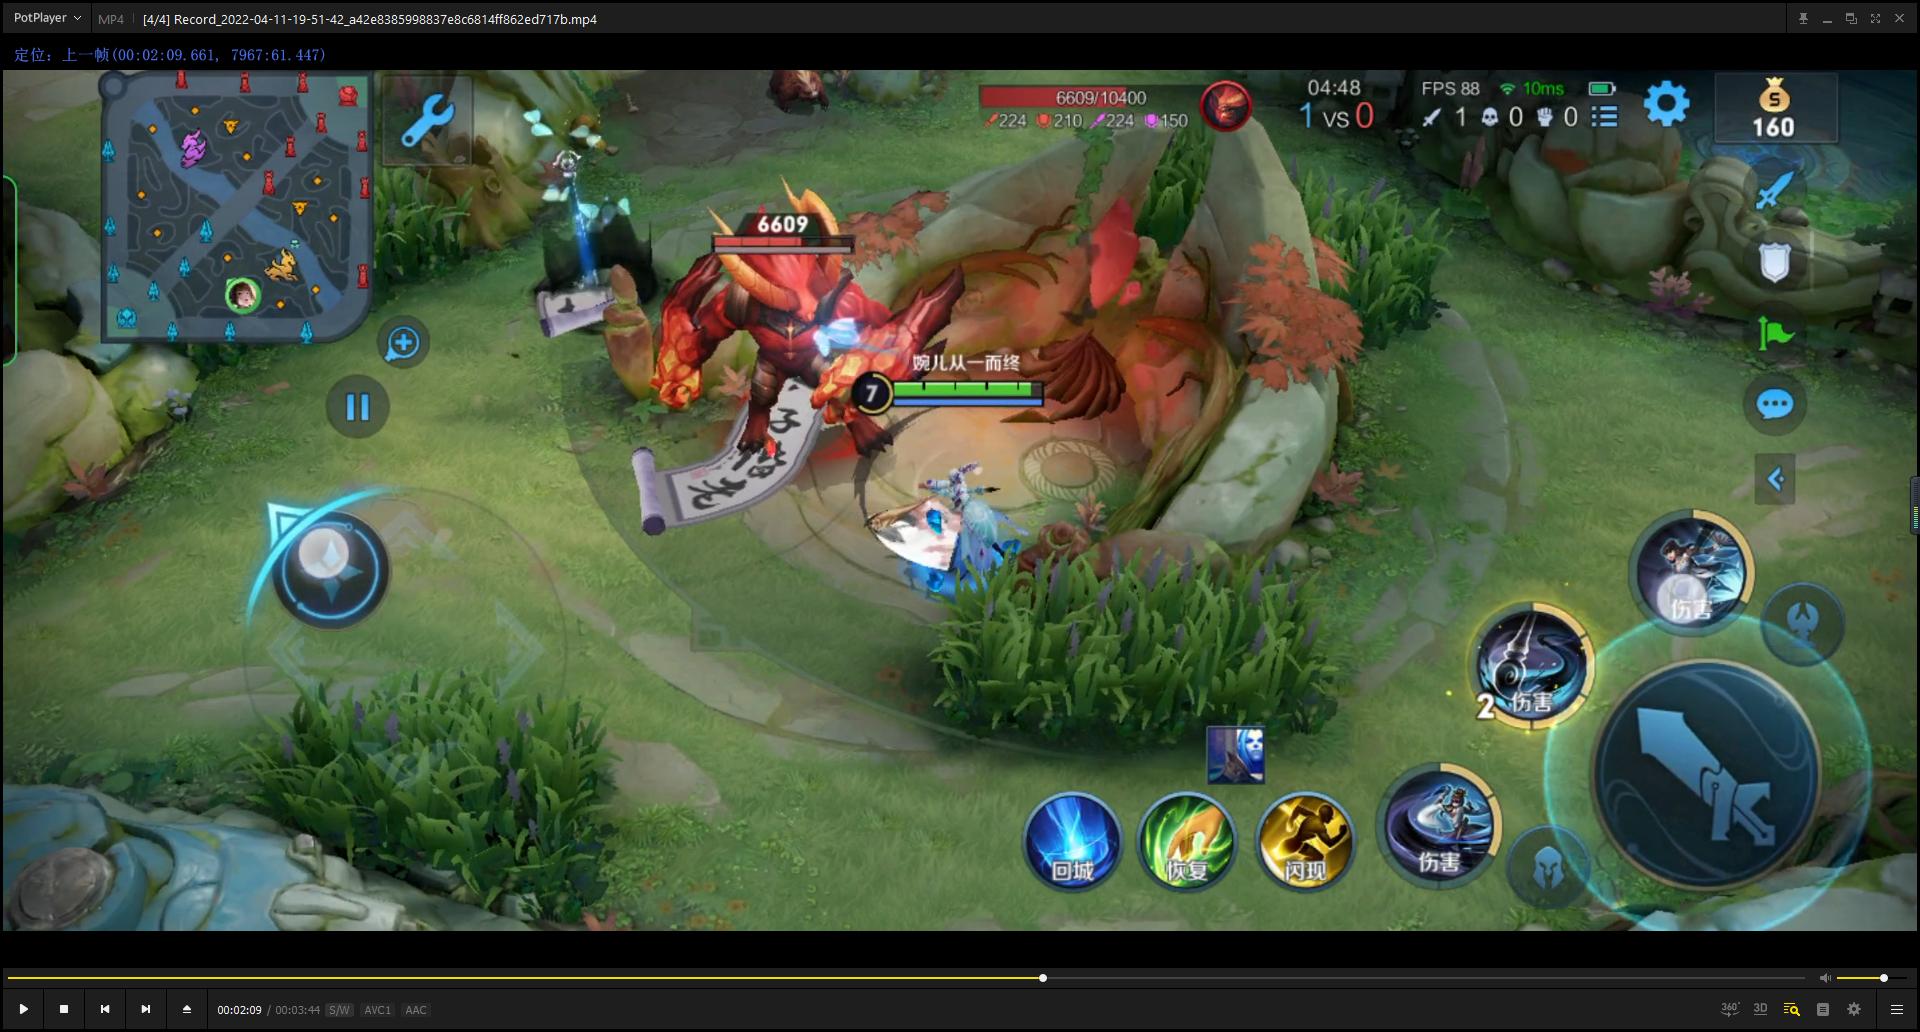 PotPlayer
MP4
[4/4] Record_2022-04-11-19-51-42_a42e8385998837e8c6814ff862ed717b.mp4
定位：上一帧(00:02:09.661, 7967:61.447)
6609/10400
224 210 224 150
04:48
1 VS 0
FPS 88
10ms
1 0 0
S
160
6609
婉儿从一而终
7
伤害
2
伤害
伤害
回城
恢复
闪现
00:02:09 / 00:03:44 S/W AVC1 AAC
360°
3D